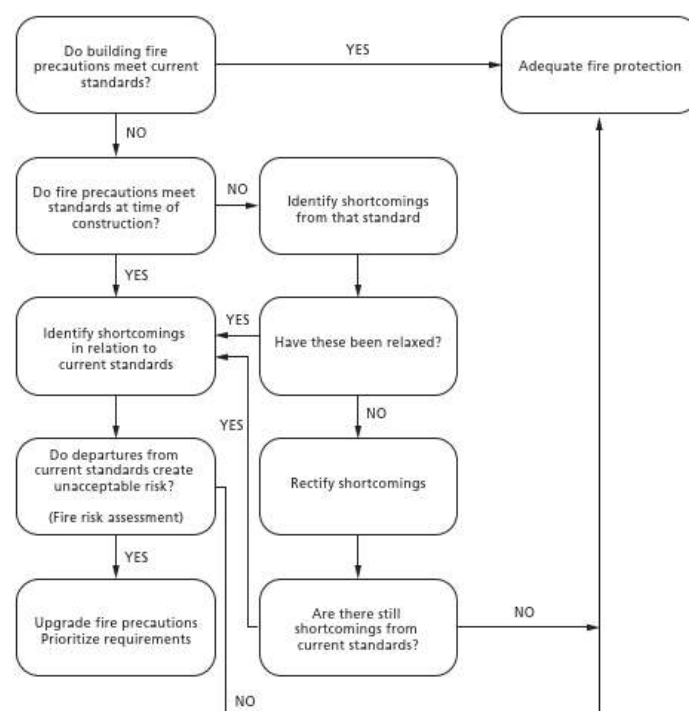 Do building fire
precautions meet current
standards?
YES
Adequate fire protection
NO
Do fire precautions meet
standards at time of
construction?
NO
Identify shortcomings
from that standard
YES
Identify shortcomings
in relation to
current standards
YES
Have these been relaxed?
NO
YES
Do departures from
current standards create
unacceptable risk?
(Fire risk assessment)
Rectify shortcomings
YES
Upgrade fire precautions
Prioritize requirements
Are there still
shortcomings from
current standards?
NO
NO